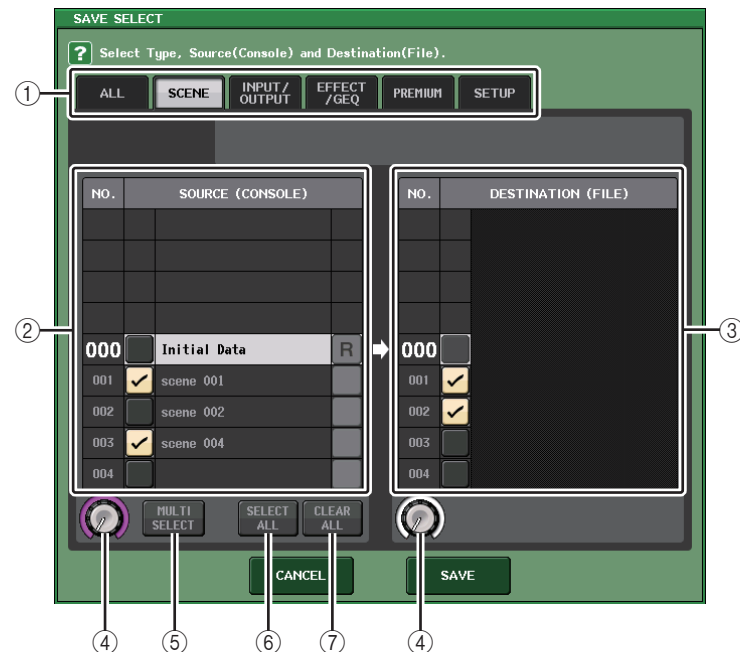 SAVE SELECT
? Select Type, Source(Console) and Destination(File).
① ALL SCENE INPUT/OUTPUT EFFECT/GEQ PREMIUM SETUP
NO. SOURCE (CONSOLE) NO. DESTINATION (FILE)
② ③
000 Initial Data R 000
001 scene 001 001
002 scene 002 002
003 scene 004 003
004 004
MULTI SELECT SELECT ALL CLEAR ALL
CANCEL SAVE
④ ⑤ ⑥ ⑦ ④